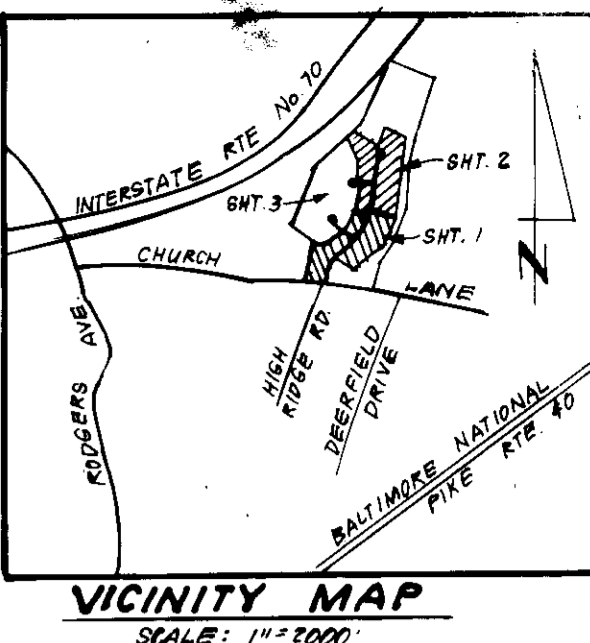 INTERSTATE RTE No. 70
SHT. 2
SHT. 3
SHT. 1
CHURCH LANE
N
RODGERS AVE.
HIGH
RIDGE RD.
DEERFIELD
DRIVE
BALTIMORE NATIONAL
PIKE RTE. 40
VICINITY MAP
SCALE: 1"=2000'